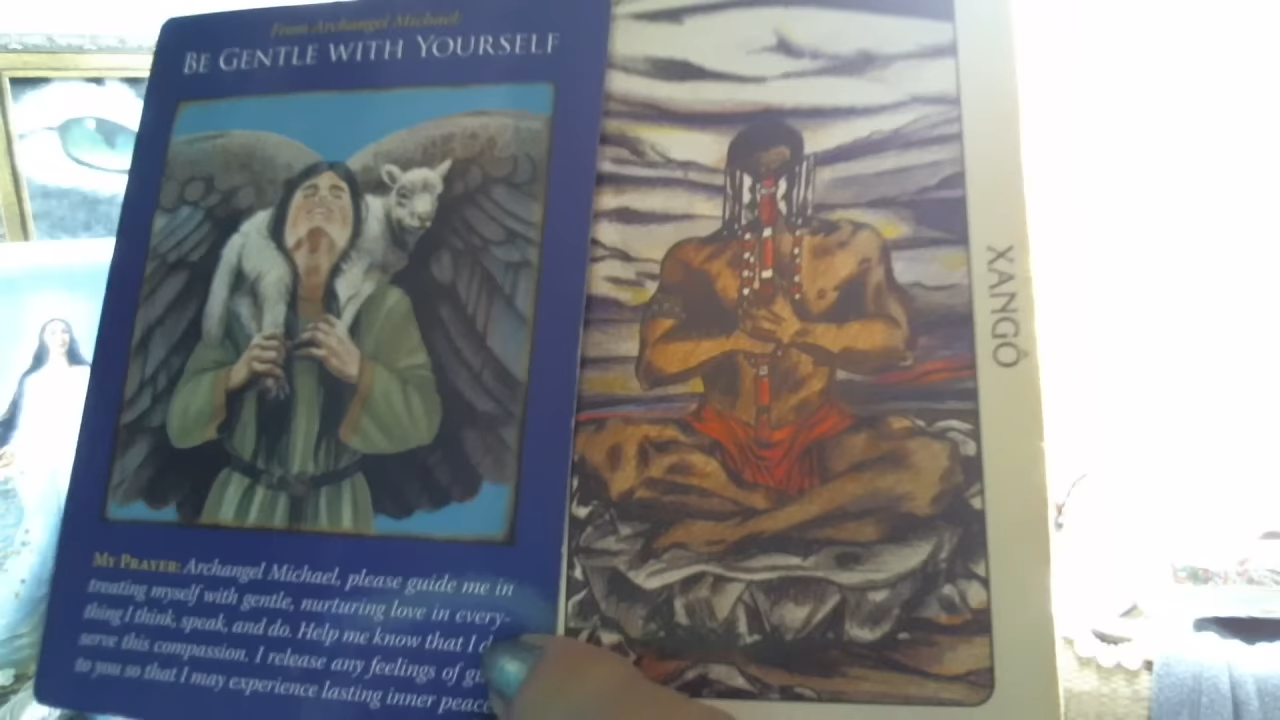 From Archangel Michael:
BE GENTLE WITH YOURSELF
MY PRAYER: Archangel Michael, please guide me in
treating myself with gentle, nurturing love in every-
thing I think, speak, and do. Help me know that I d
serve this compassion. I release any feelings of gu
to you so that I may experience lasting inner peace
XANGÔ